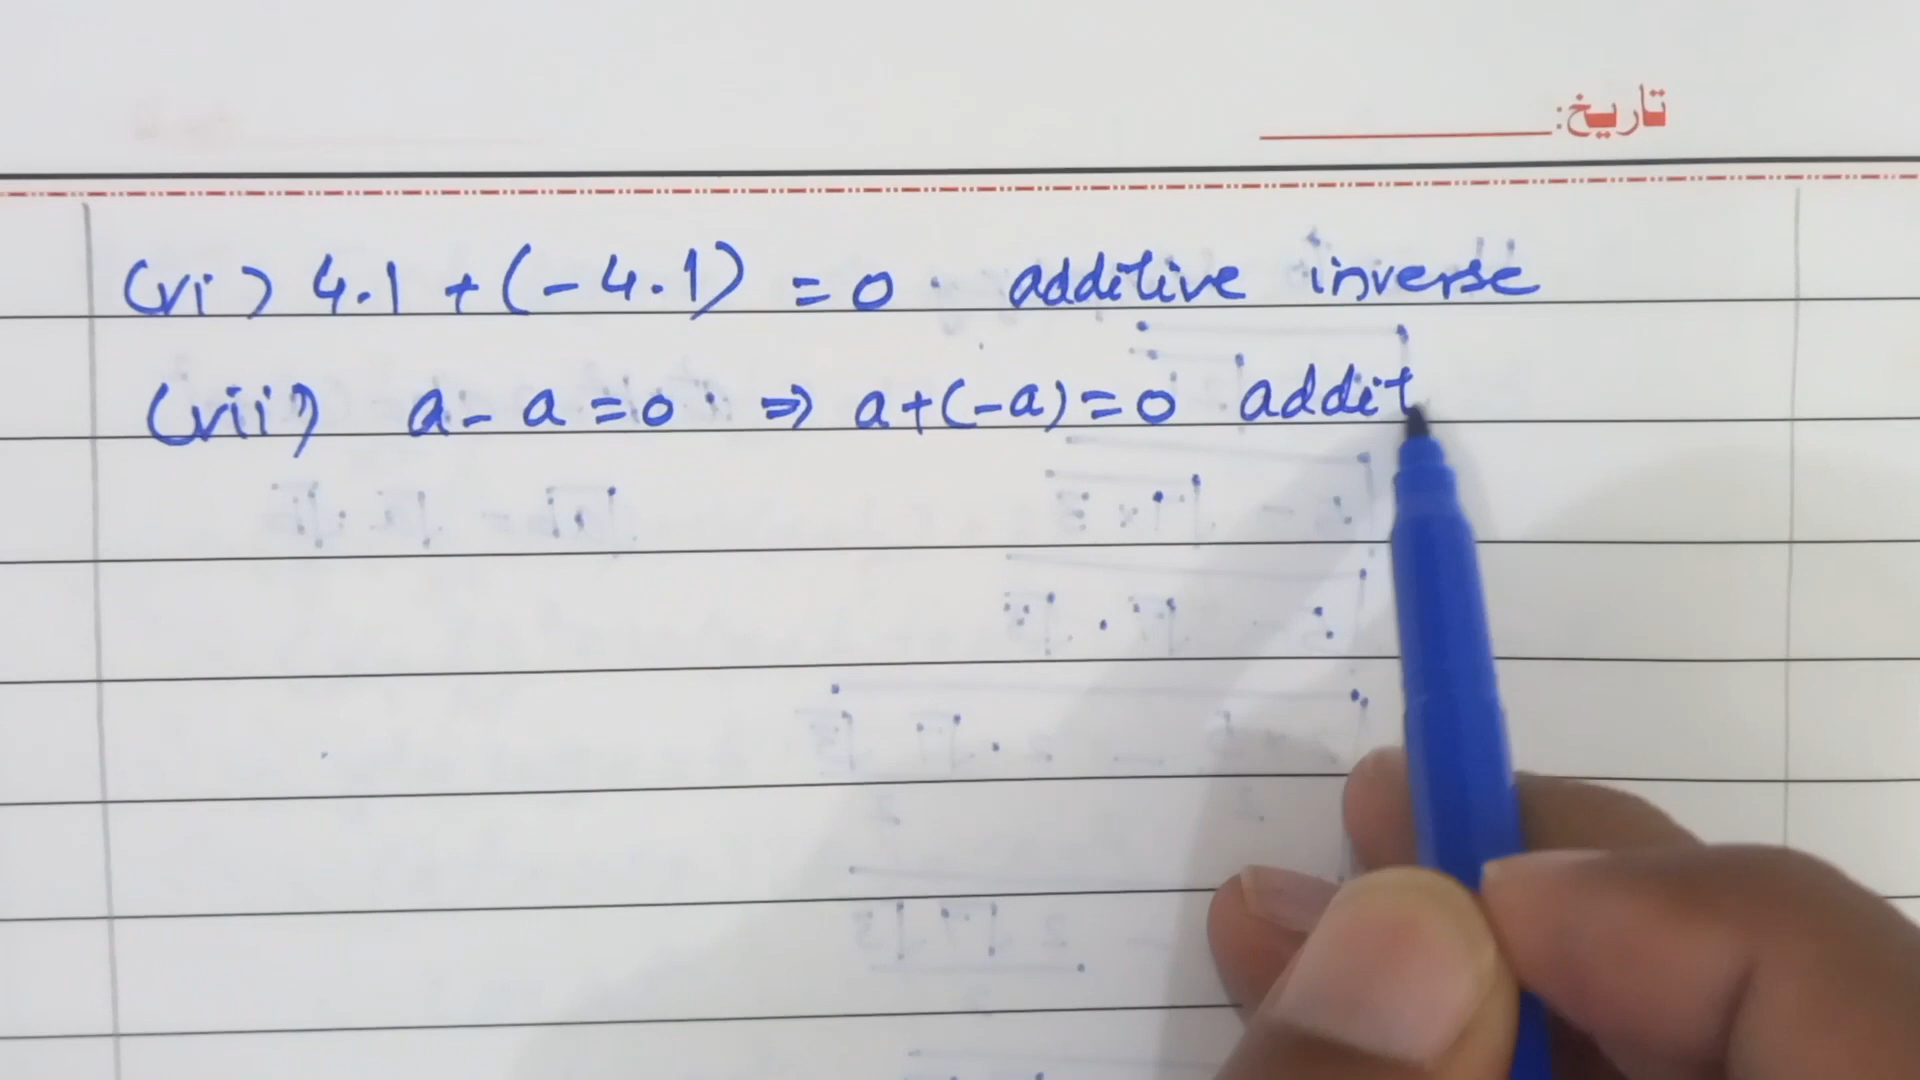 تاریخ:
(vi) 4.1 + (-4.1) = 0 additive inverse
(vii) a - a = 0 ⇒ a + (-a) = 0 addit